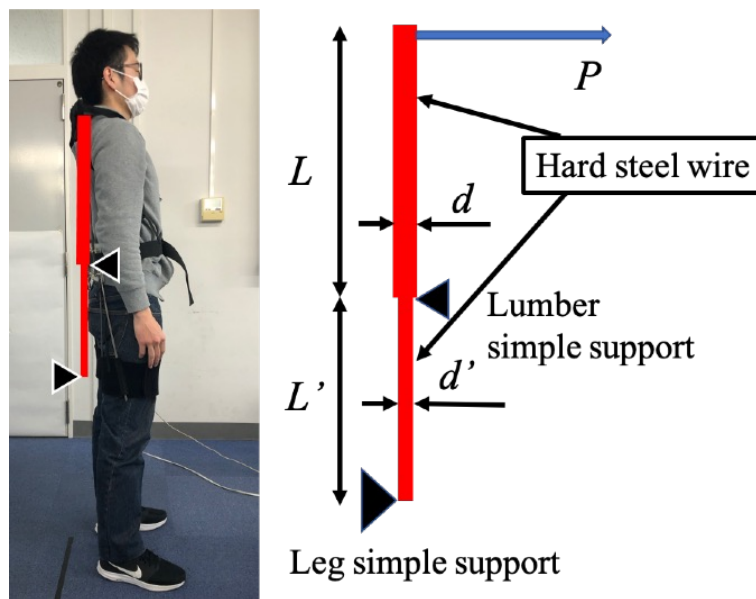 P
Hard steel wire
L
d
Lumber
simple support
L’
d’
Leg simple support